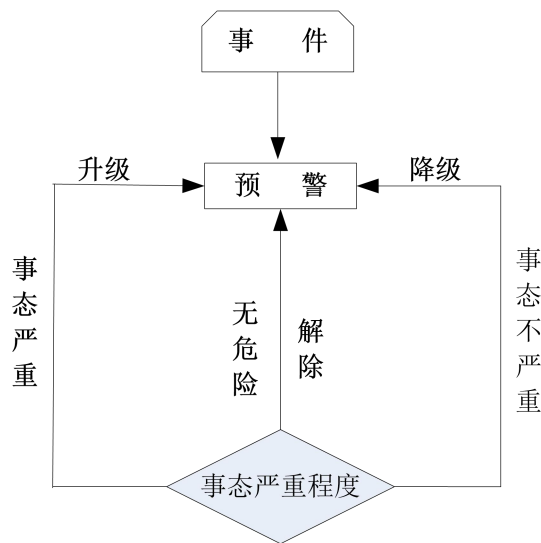 事 件
升级
预 警
降级
事态严重
无危险
解除
事态不严重
事态严重程度